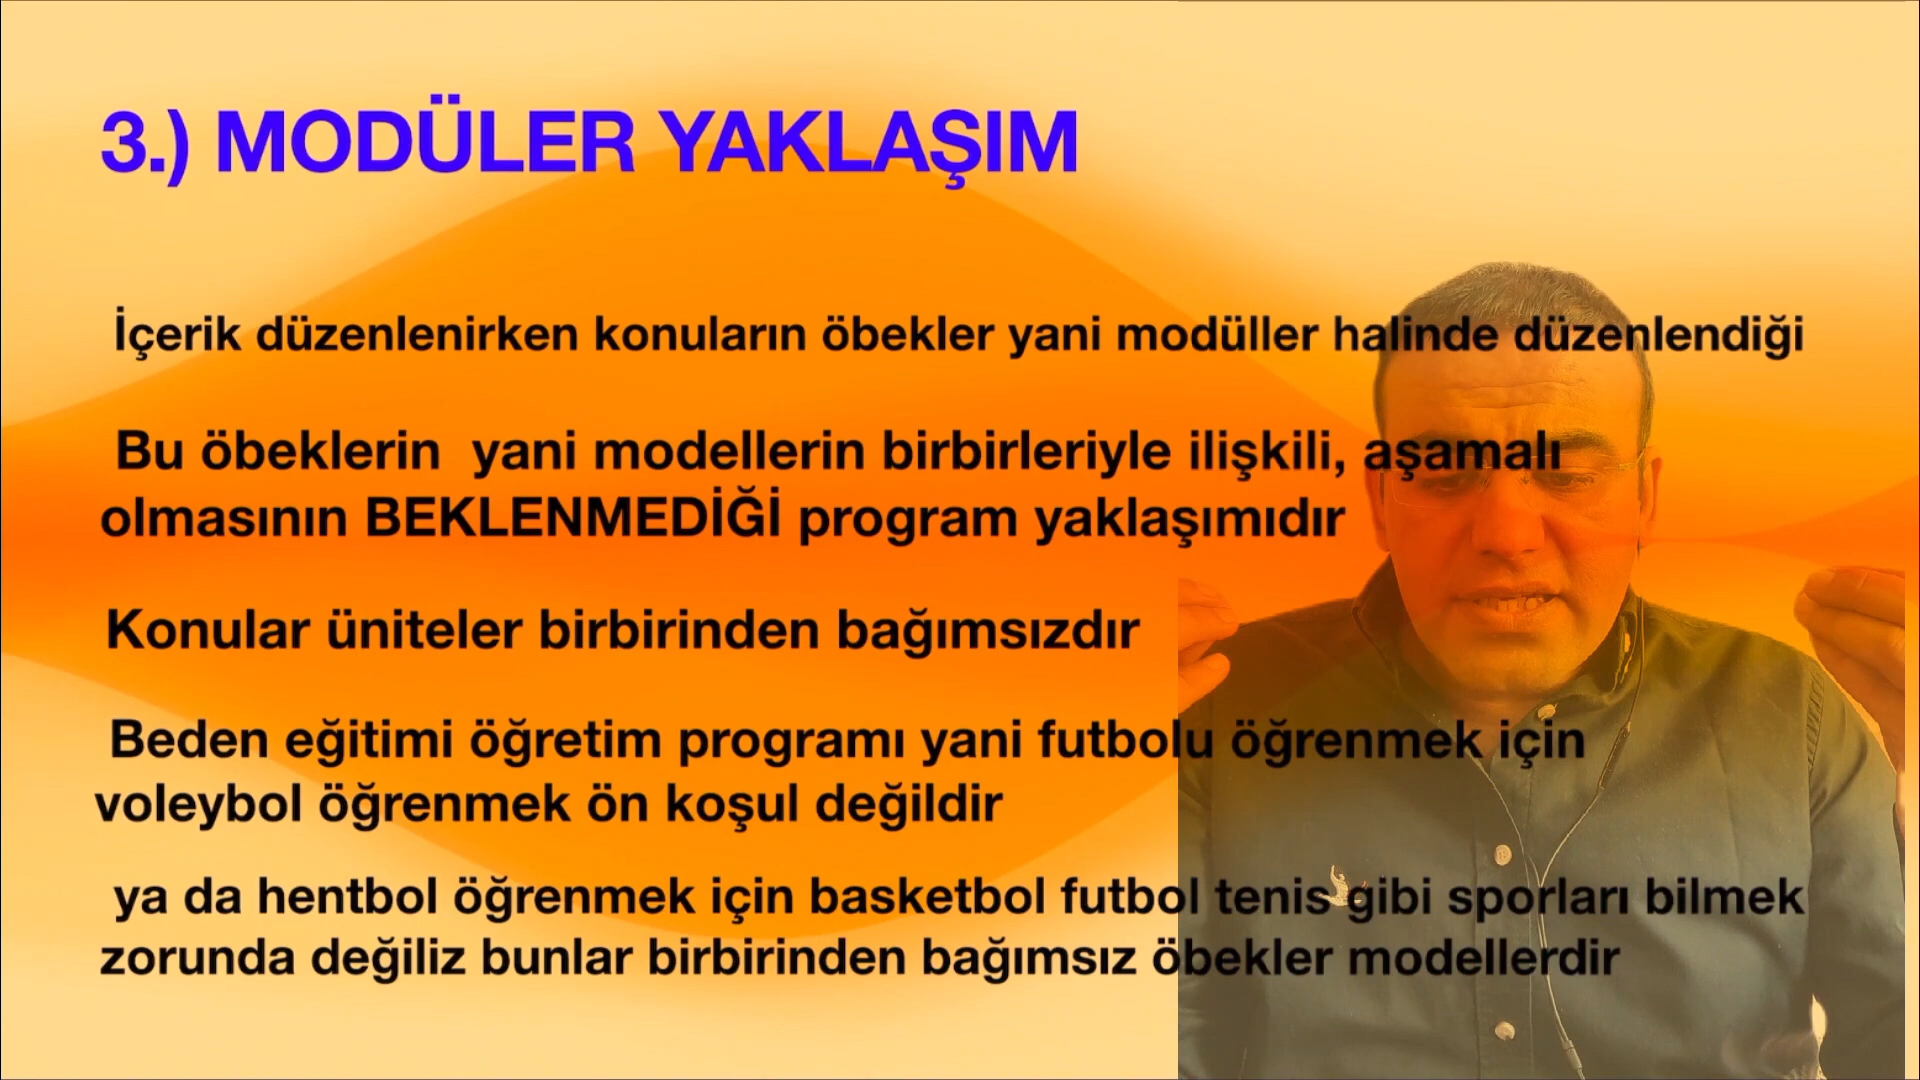 3.) MODÜLER YAKLAŞIM
İçerik düzenlenirken konuların öbekler yani modüller halinde düzenlendiği
Bu öbeklerin yani modellerin birbirleriyle ilişkili, aşamalı
olmasının BEKLENMEDİĞİ program yaklaşımıdır
Konular üniteler birbirinden bağımsızdır
Beden eğitimi öğretim programı yani futbolu öğrenmek için
voleybol öğrenmek ön koşul değildir
ya da hentbol öğrenmek için basketbol futbol tenis gibi sporları bilmek
zorunda değiliz bunlar birbirinden bağımsız öbekler modellerdir